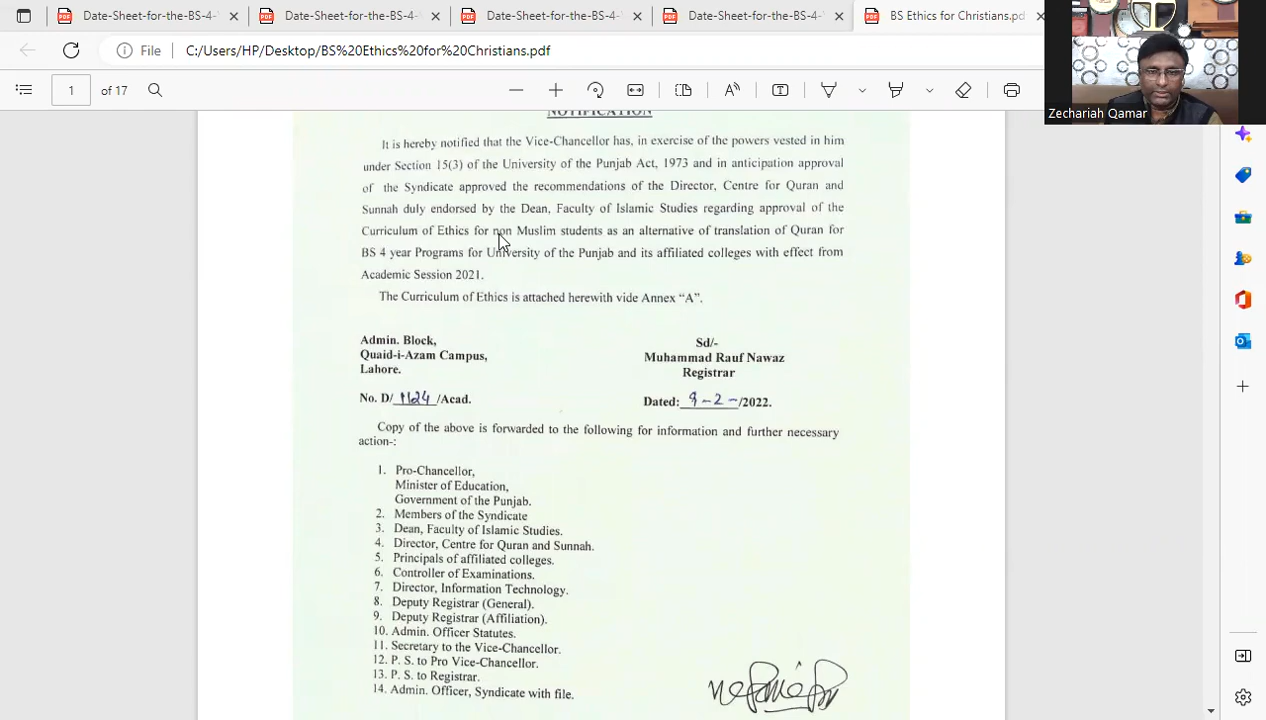 Date-Sheet-for-the-BS-4-
Date-Sheet-for-the-BS-4-
Date-Sheet-for-the-BS-4-
Date-Sheet-for-the-BS-4-
BS Ethics for Christians.pd
File
C:/Users/HP/Desktop/BS%20Ethics%20for%20Christians.pdf
1 of 17
Zechariah Qamar
NOTIFICATION
It is hereby notified that the Vice-Chancellor has, in exercise of the powers vested in him
under Section 15(3) of the University of the Punjab Act, 1973 and in anticipation approval
of the Syndicate approved the recommendations of the Director, Centre for Quran and
Sunnah duly endorsed by the Dean, Faculty of Islamic Studies regarding approval of the
Curriculum of Ethics for non Muslim students as an alternative of translation of Quran for
BS 4 year Programs for University of the Punjab and its affiliated colleges with effect from
Academic Session 2021.
The Curriculum of Ethics is attached herewith vide Annex “A”.
Admin. Block,
Quaid-i-Azam Campus,
Lahore.
Sd/-
Muhammad Rauf Nawaz
Registrar
No. D/ 1124 /Acad.
Dated: 9-2-/2022.
Copy of the above is forwarded to the following for information and further necessary
action-:
1. Pro-Chancellor,
Minister of Education,
Government of the Punjab.
2. Members of the Syndicate
3. Dean, Faculty of Islamic Studies.
4. Director, Centre for Quran and Sunnah.
5. Principals of affiliated colleges.
6. Controller of Examinations.
7. Director, Information Technology.
8. Deputy Registrar (General).
9. Deputy Registrar (Affiliation).
10. Admin. Officer Statutes.
11. Secretary to the Vice-Chancellor.
12. P. S. to Pro Vice-Chancellor.
13. P. S. to Registrar.
14. Admin. Officer, Syndicate with file.